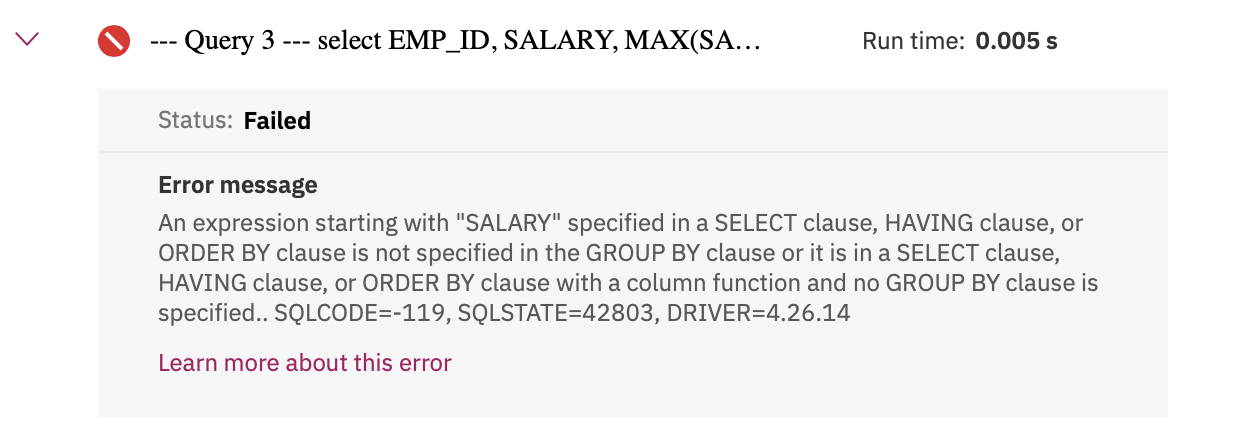 --- Query 3 --- select EMP_ID, SALARY, MAX(SA...
Run time: 0.005 s
Status: Failed
Error message
An expression starting with "SALARY" specified in a SELECT clause, HAVING clause, or
ORDER BY clause is not specified in the GROUP BY clause or it is in a SELECT clause,
HAVING clause, or ORDER BY clause with a column function and no GROUP BY clause is
specified.. SQLCODE=-119, SQLSTATE=42803, DRIVER=4.26.14
Learn more about this error